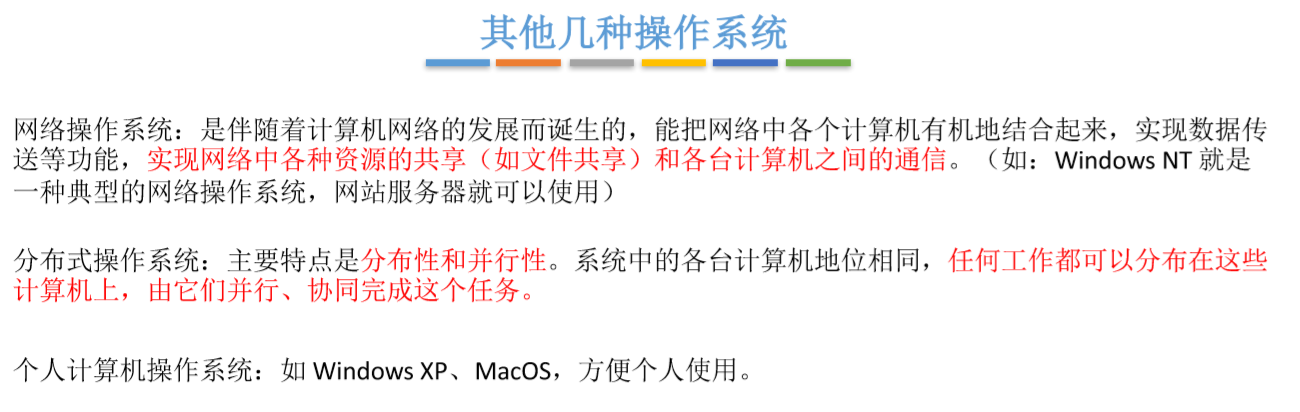 其他几种操作系统
网络操作系统：是伴随着计算机网络的发展而诞生的，能把网络中各个计算机有机地结合起来，实现数据传
送等功能，实现网络中各种资源的共享（如文件共享）和各台计算机之间的通信。（如：Windows NT 就是
一种典型的网络操作系统，网站服务器就可以使用）
分布式操作系统：主要特点是分布性和并行性。系统中的各台计算机地位相同，任何工作都可以分布在这些
计算机上，由它们并行、协同完成这个任务。
个人计算机操作系统：如 Windows XP、MacOS，方便个人使用。